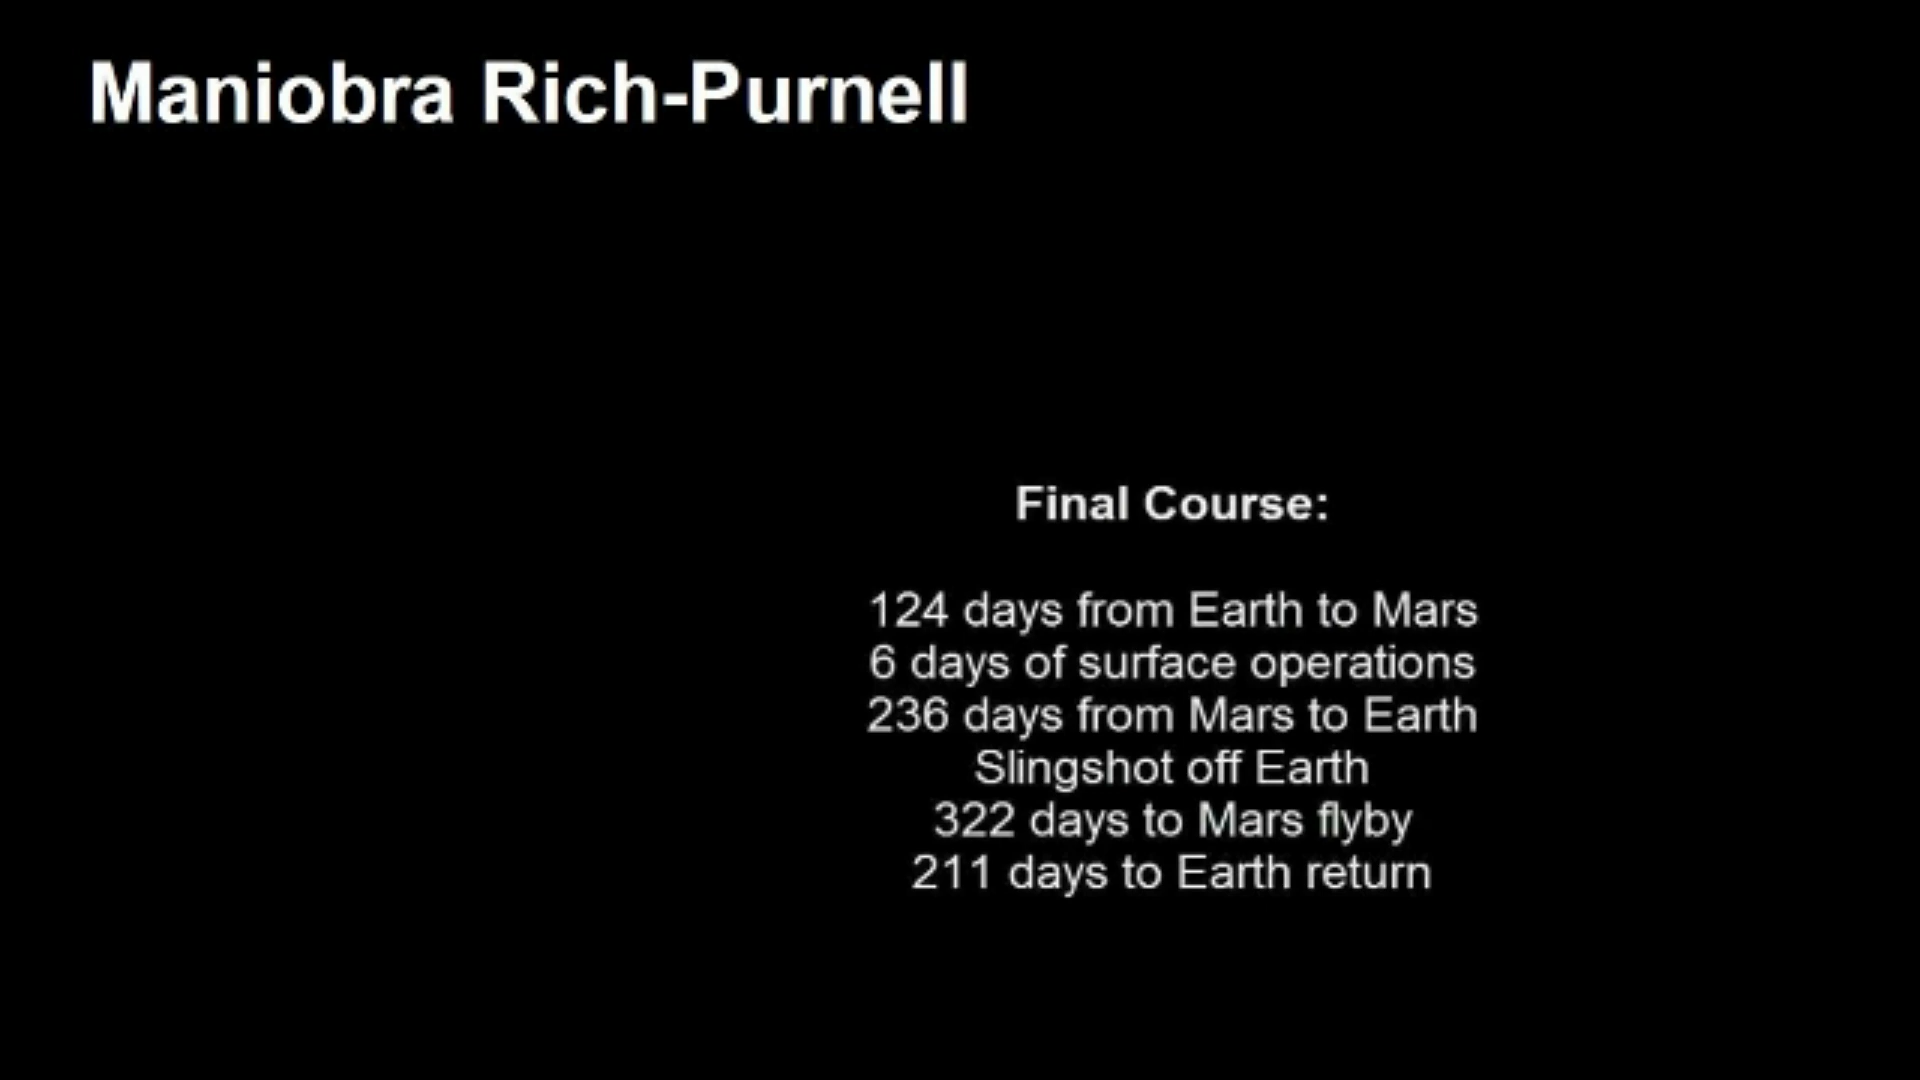 Maniobra Rich-Purnell
Final Course:
124 days from Earth to Mars
6 days of surface operations
236 days from Mars to Earth
Slingshot off Earth
322 days to Mars flyby
211 days to Earth return